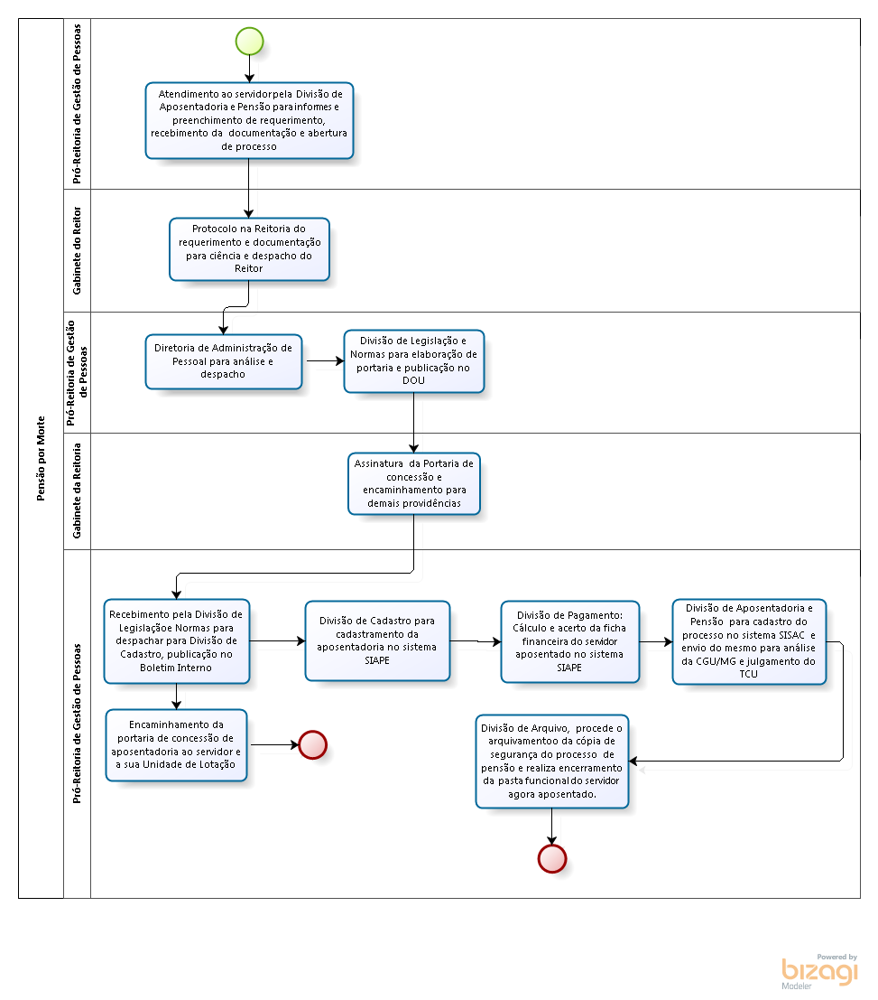 Pensão por Morte
Pró-Reitoria de Gestão de Pessoas
Atendimento ao servidor pela Divisão de
Aposentadoria e Pensão para informes e
preenchimento de requerimento,
recebimento da documentação e abertura
de processo
Gabinete do Reitor
Protocolo na Reitoria do
requerimento e documentação
para ciência e despacho do
Reitor
Pró-Reitoria de Gestão
de Pessoas
Diretoria de Administração de
Pessoal para análise e
despacho
Divisão de Legislação e
Normas para elaboração de
portaria e publicação no
DOU
Gabinete da Reitoria
Assinatura da Portaria de
concessão e
encaminhamento para
demais providências
Pró-Reitoria de Gestão de Pessoas
Recebimento pela Divisão de
Legislaçãoe Normas para
despachar para Divisão de
Cadastro, publicação no
Boletim Interno
Divisão de Cadastro para
cadastramento da
aposentadoria no sistema
SIAPE
Divisão de Pagamento:
Cálculo e acerto da ficha
financeira do servidor
aposentado no sistema
SIAPE
Divisão de Aposentadoria e
Pensão para cadastro do
processo no sistema SISAC e
envio do mesmo para análise
da CGU/MG e julgamento do
TCU
Encaminhamento da
portaria de concessão de
aposentadoria ao servidor e
a sua Unidade de Lotação
Divisão de Arquivo, procede o
arquivamentoo da cópia de
segurança do processo de
pensão e realiza encerramento
da pasta funcional do servidor
agora aposentado.
Powered by
bizagi
Modeler